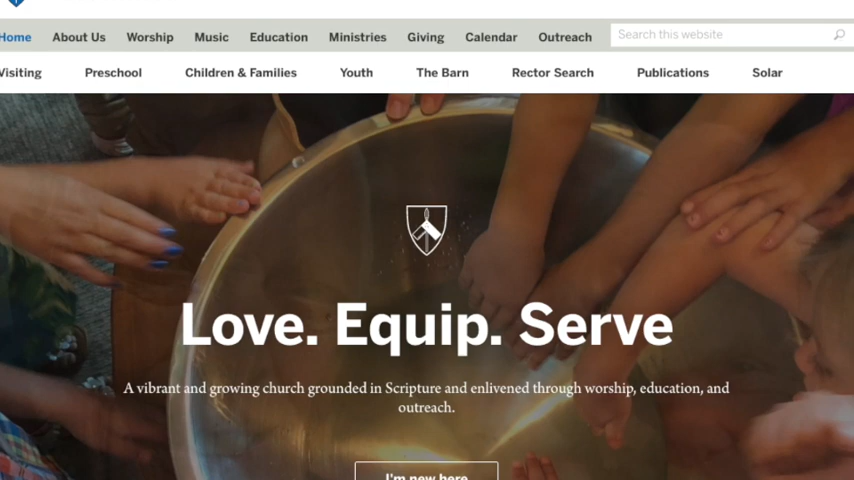 Home About Us Worship Music Education Ministries Giving Calendar Outreach Search this website
Visiting Preschool Children & Families Youth The Barn Rector Search Publications Solar
Love. Equip. Serve
A vibrant and growing church grounded in Scripture and enlivened through worship, education, and
outreach.
I'm new here